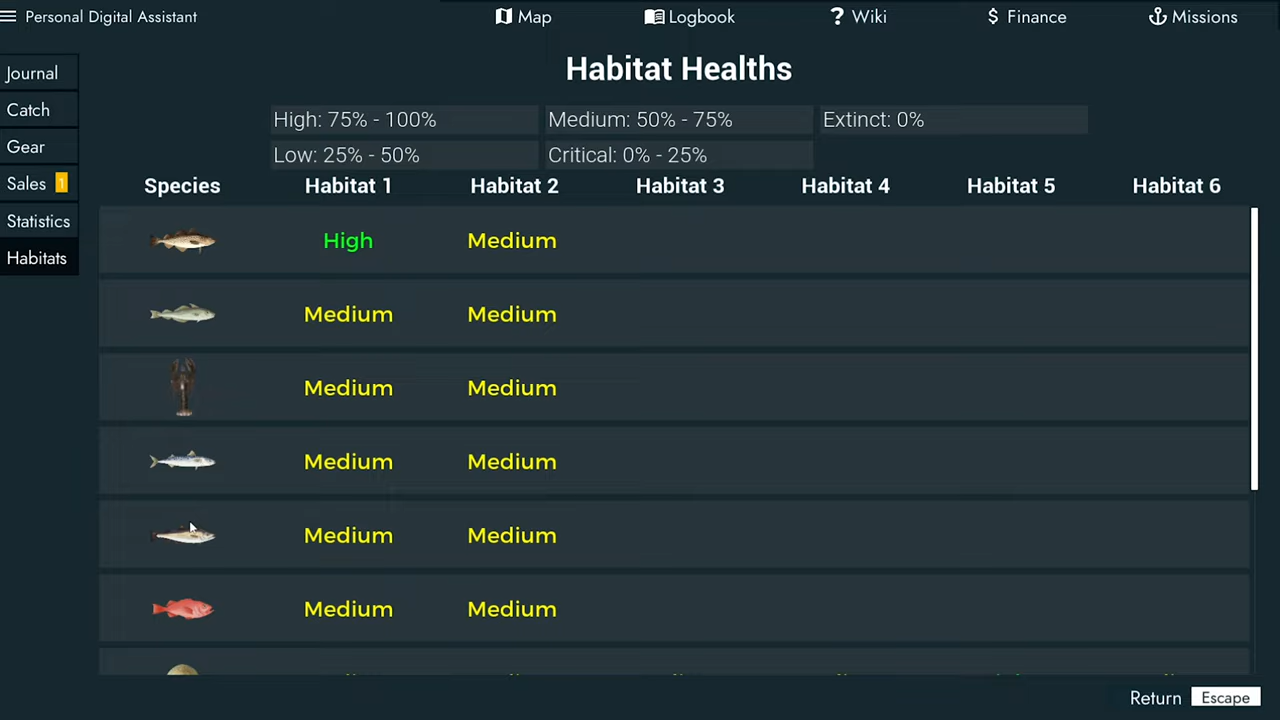 Personal Digital Assistant Map Logbook ? Wiki $ Finance Missions
Journal
Catch
Gear
Sales 1
Statistics
Habitats
Habitat Healths
High: 75% - 100% Medium: 50% - 75% Extinct: 0%
Low: 25% - 50% Critical: 0% - 25%
Species Habitat 1 Habitat 2 Habitat 3 Habitat 4 Habitat 5 Habitat 6
High Medium
Medium Medium
Medium Medium
Medium Medium
Medium Medium
Medium Medium
Return Escape